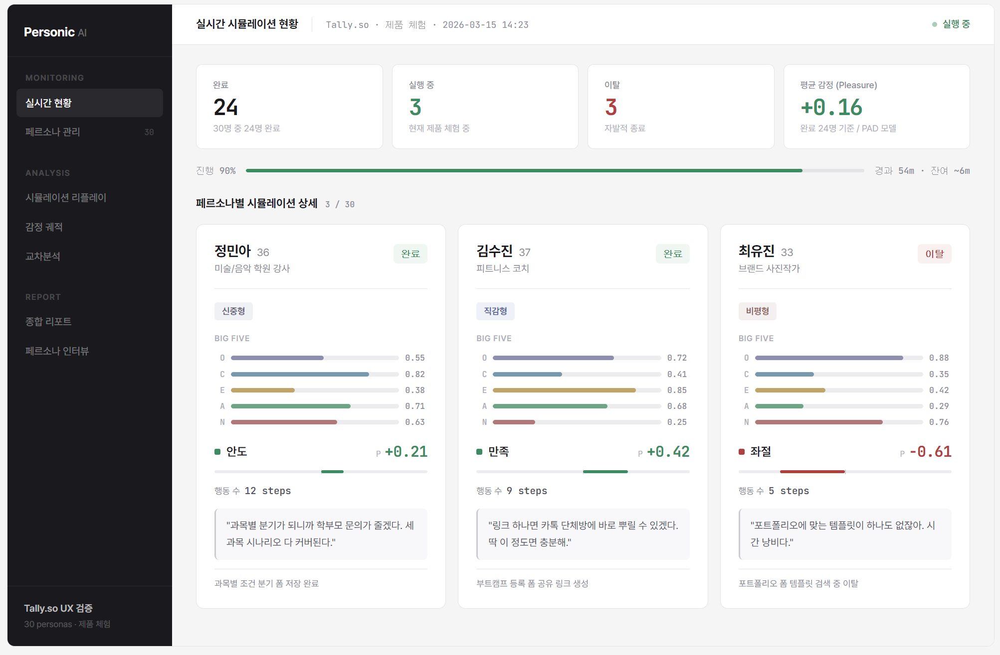 Personic AI
MONITORING
실시간 현황
페르소나 관리 30
ANALYSIS
시뮬레이션 리플레이
감정 궤적
교차분석
REPORT
종합 리포트
페르소나 인터뷰
Tally.so UX 검증
30 personas · 제품 체험
실시간 시뮬레이션 현황 Tally.so · 제품 체험 · 2026-03-15 14:23
실행 중
완료
24
30명 중 24명 완료
실행 중
3
현재 제품 체험 중
이탈
3
자발적 종료
평균 감정 (Pleasure)
+0.16
완료 24명 기준 / PAD 모델
진행 90%
경과 54m · 잔여 ~6m
페르소나별 시뮬레이션 상세 3 / 30
정민아 36
완료
미술/음악 학원 강사
신중형
BIG FIVE
O 0.55
C 0.82
E 0.38
A 0.71
N 0.63
안도 P +0.21
행동 수 12 steps
"과목별 분기가 되니까 학부모 문의가 줄겠다. 세
과목 시나리오 다 커버된다."
과목별 조건 분기 폼 저장 완료
김수진 37
완료
피트니스 코치
직감형
BIG FIVE
O 0.72
C 0.41
E 0.85
A 0.68
N 0.25
만족 P +0.42
행동 수 9 steps
"링크 하나면 카톡 단체방에 바로 뿌릴 수 있겠다.
딱 이 정도면 충분해."
부트캠프 등록 폼 공유 링크 생성
최유진 33
이탈
브랜드 사진작가
비평형
BIG FIVE
O 0.88
C 0.35
E 0.42
A 0.29
N 0.76
좌절 P -0.61
행동 수 5 steps
"포트폴리오에 맞는 템플릿이 하나도 없잖아. 시
간 낭비다."
포트폴리오 폼 템플릿 검색 중 이탈